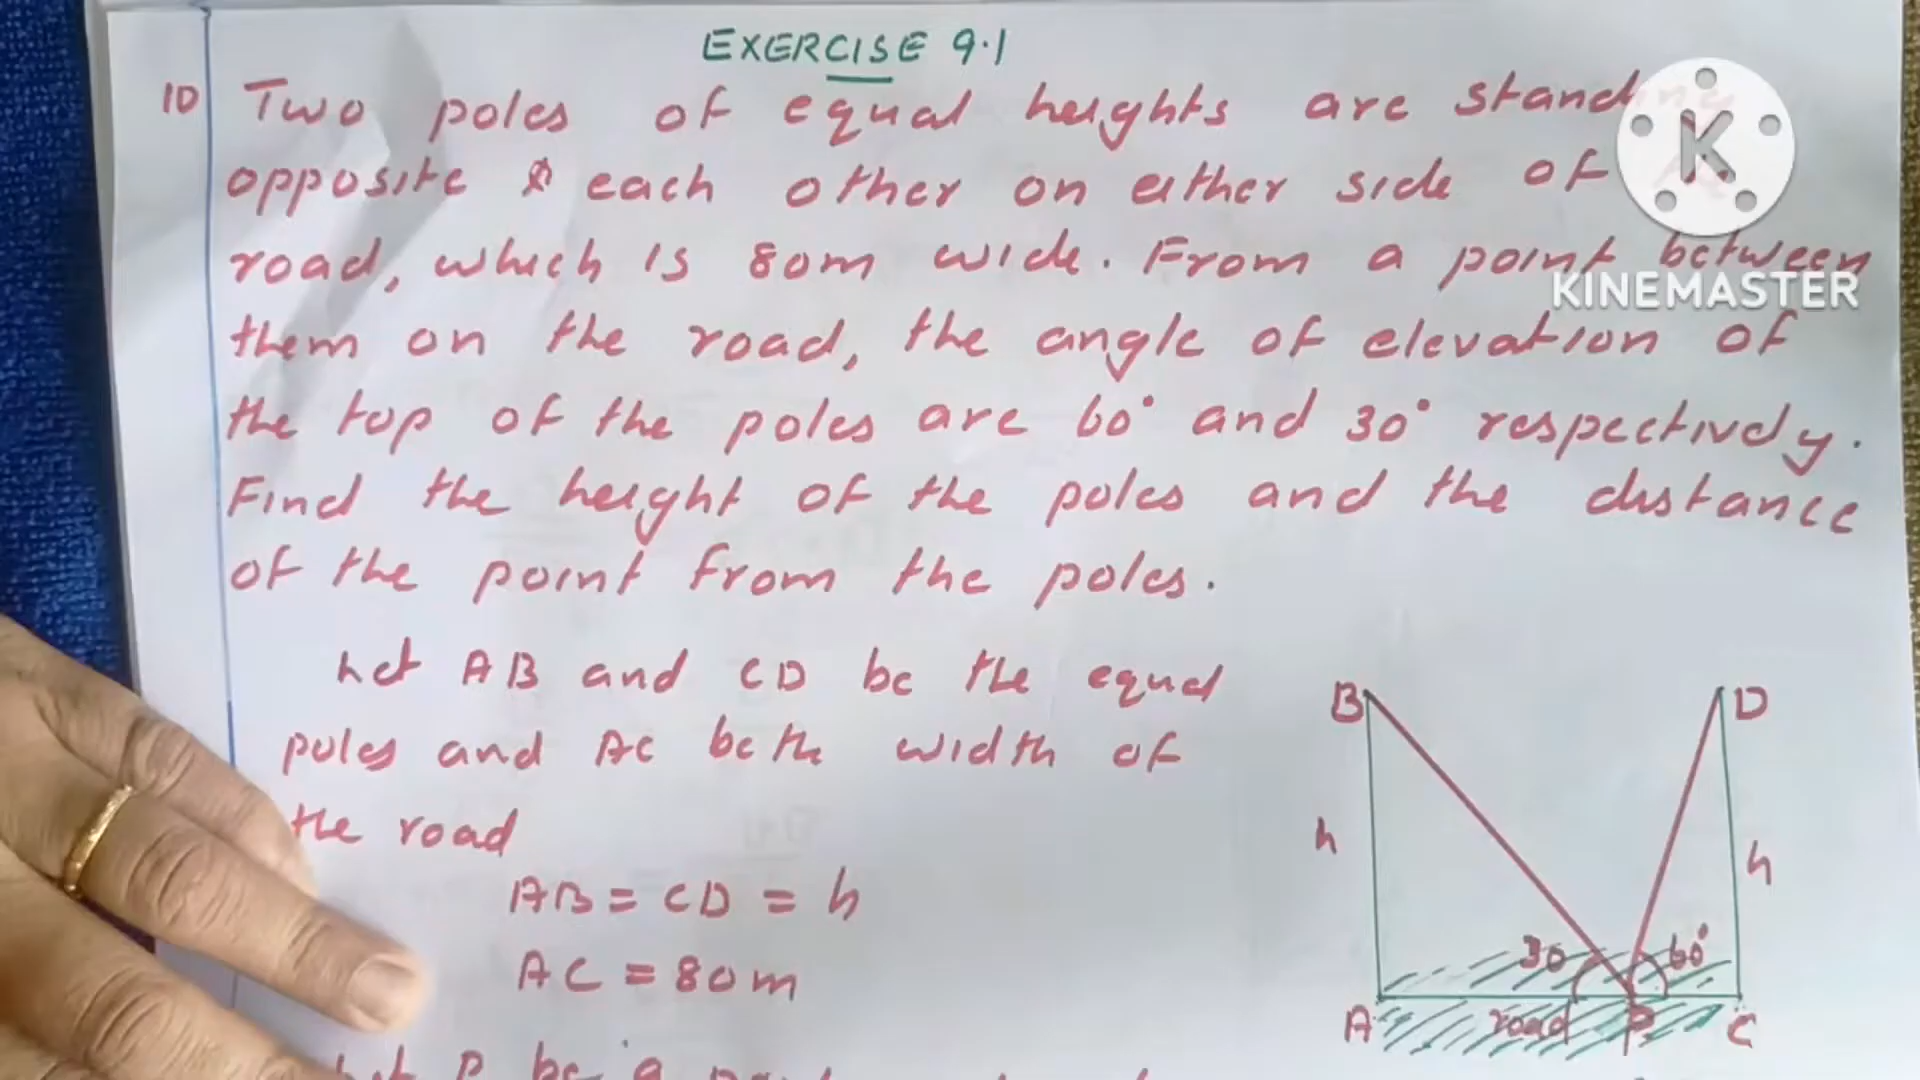 EXERCISE 9.1
10 Two poles of equal heights are standing
opposite each other on either side of
road, which is 80m wide. From a point between
KINEMASTER
them on the road, the angle of elevation of
the top of the poles are 60° and 30° respectively.
Find the height of the poles and the distance
of the point from the poles.
Let AB and CD be the equal
poles and AC be the width of
the road
AB = CD = h
AC = 80m
Let P be a point
B D
h h
30 60°
A road P C
K